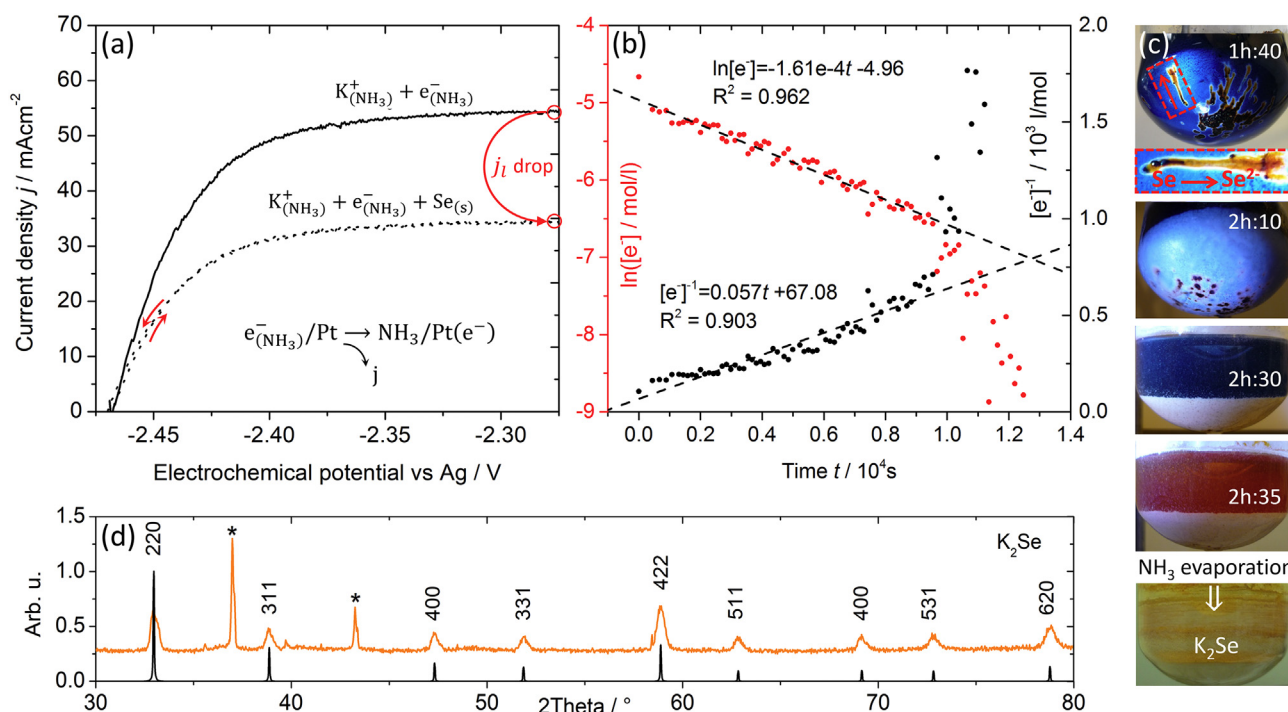 (a)
70
60
50
40
30
20
10
0
Current density j / mAcm⁻²
K⁺(NH₃) + e⁻(NH₃)
jₗ drop
K⁺(NH₃) + e⁻(NH₃) + Se(s)
e⁻(NH₃)/Pt → NH₃/Pt(e⁻)
j
-2.45
-2.40
-2.35
-2.30
Electrochemical potential vs Ag / V
(b)
-4
-5
-6
-7
-8
-9
ln([e⁻] / mol/l)
ln[e⁻]=-1.61e-4t -4.96
R² = 0.962
[e⁻]⁻¹=0.057t +67.08
R² = 0.903
2.0
1.5
1.0
0.5
0.0
[e⁻]⁻¹ / 10³ l/mol
0.0
0.2
0.4
0.6
0.8
1.0
1.2
1.4
Time t / 10⁴s
(c)
1h:40
Se → Se²⁻
2h:10
2h:30
2h:35
NH₃ evaporation
⇓
K₂Se
(d)
1.5
1.0
0.5
0.0
Arb. u.
220
*
311
*
400
331
422
511
400
531
620
K₂Se
30
40
50
60
70
80
2Theta / °